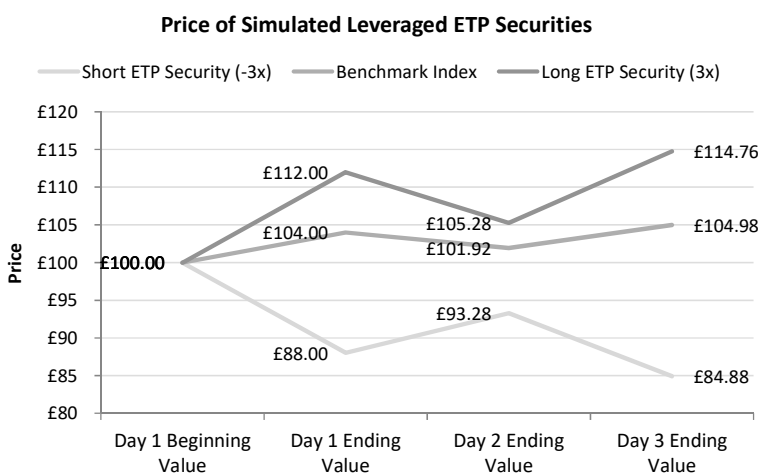 Price of Simulated Leveraged ETP Securities
Short ETP Security (-3x) Benchmark Index Long ETP Security (3x)
£120
£115
£110
£105
£100
£95
£90
£85
£80
Price
£100.00
£112.00
£104.00
£88.00
£105.28
£101.92
£93.28
£114.76
£104.98
£84.88
Day 1 Beginning
Value
Day 1 Ending
Value
Day 2 Ending
Value
Day 3 Ending
Value